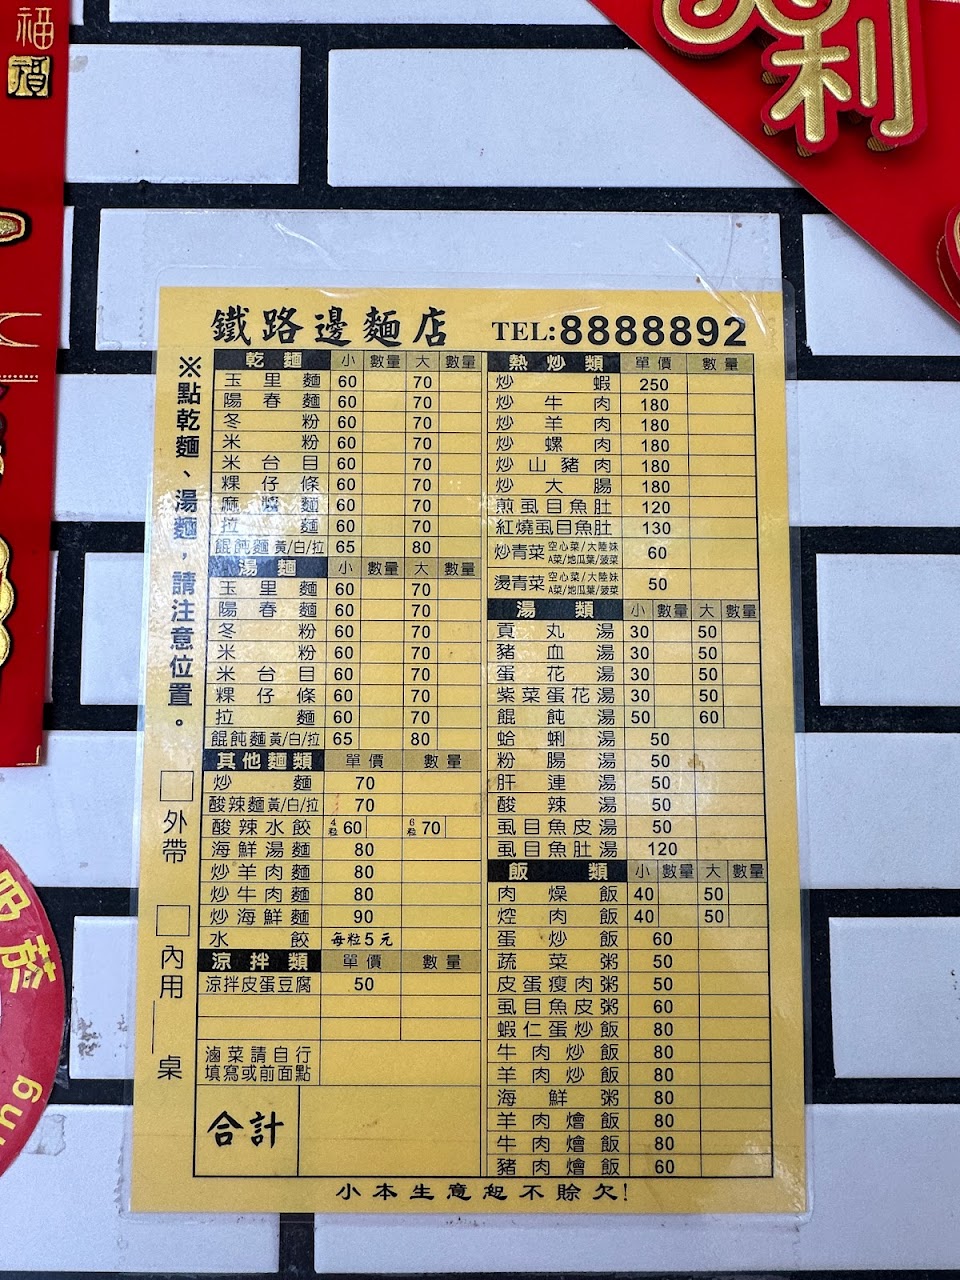 福
利
鐵路邊麵店 TEL:8888892
※點乾麵、湯麵，請注意位置。
□外帶 □內用 桌
乾麵 小 數量 大 數量
玉里麵 60 70
陽春麵 60 70
冬粉 60 70
米粉 60 70
米台目 60 70
粿仔條 60 70
麻醬麵 60 70
拉麵 60 70
餛飩麵 黃/白/拉 65 80
湯麵 小 數量 大 數量
玉里麵 60 70
陽春麵 60 70
冬粉 60 70
米粉 60 70
米台目 60 70
粿仔條 60 70
拉麵 60 70
餛飩麵 黃/白/拉 65 80
其他麵類 單價 數量
炒麵 70
酸辣麵 黃/白/拉 70
酸辣水餃 4粒 60 6粒 70
海鮮湯麵 80
炒羊肉麵 80
炒牛肉麵 80
炒海鮮麵 90
水餃 每粒5元
涼拌類 單價 數量
涼拌皮蛋豆腐 50
滷菜請自行
填寫或前面點
合計
熱炒類 單價 數量
炒蝦 250
炒牛肉 180
炒羊肉 180
炒螺肉 180
炒山豬肉 180
炒大腸 180
煎虱目魚肚 120
紅燒虱目魚肚 130
炒青菜 空心菜/大陸妹 A菜/地瓜葉/菠菜 60
燙青菜 空心菜/大陸妹 A菜/地瓜葉/菠菜 50
湯類 小 數量 大 數量
貢丸湯 30 50
豬血湯 30 50
蛋花湯 30 50
紫菜蛋花湯 30 50
餛飩湯 50 60
蛤蜊湯 50
粉腸湯 50
肝連湯 50
酸辣湯 50
虱目魚皮湯 50
虱目魚肚湯 120
飯類 小 數量 大 數量
肉燥飯 40 50
焢肉飯 40 50
蛋炒飯 60
蔬菜粥 50
皮蛋瘦肉粥 50
虱目魚皮粥 60
蝦仁蛋炒飯 80
牛肉炒飯 80
羊肉炒飯 80
海鮮粥 80
羊肉燴飯 80
牛肉燴飯 80
豬肉燴飯 60
小本生意恕不賒欠!
吸菸